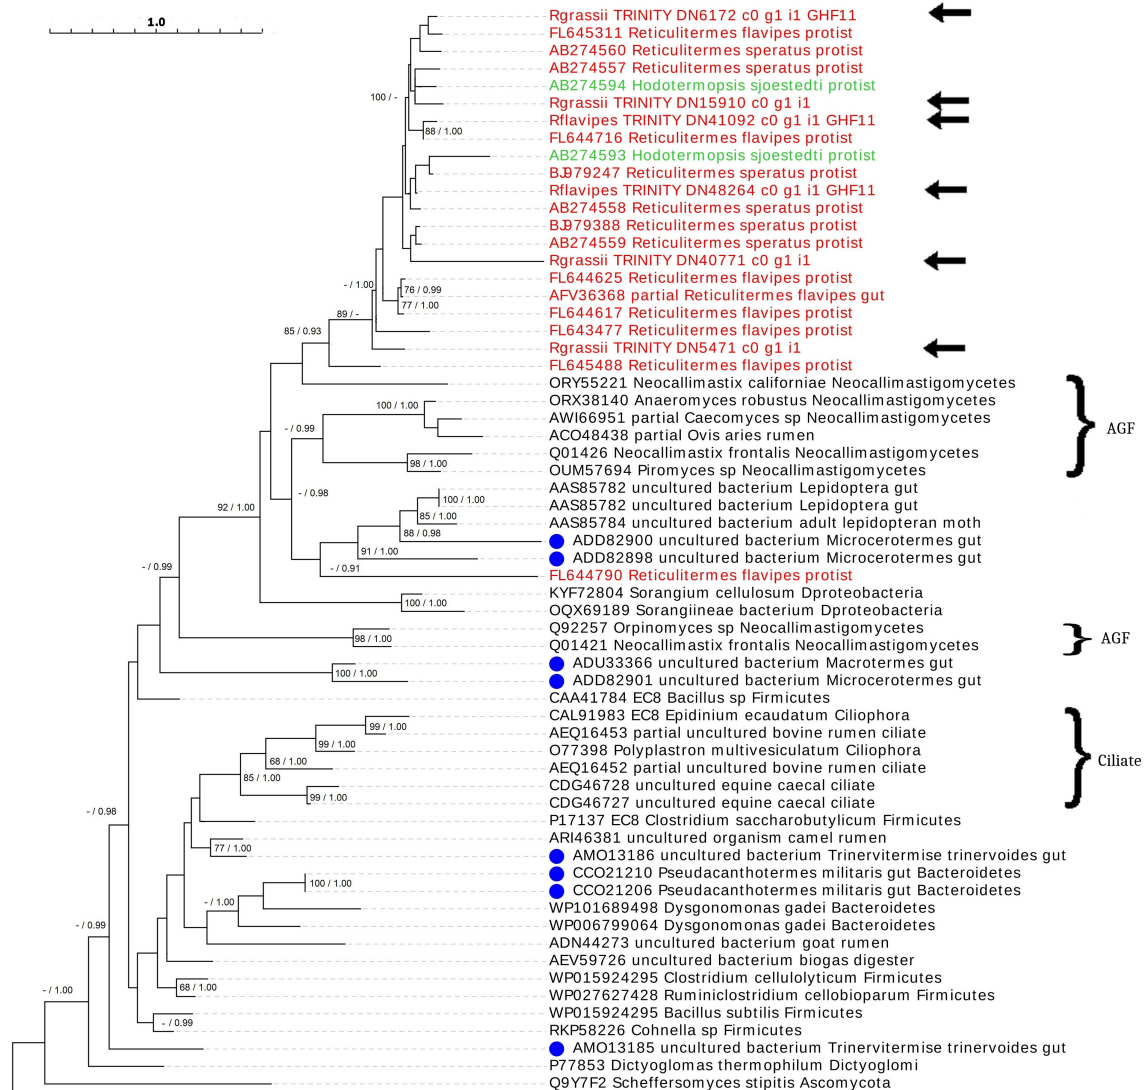 1.0
Rgrassii TRINITY DN6172 c0 g1 i1 GHF11
FL645311 Reticulitermes flavipes protist
AB274560 Reticulitermes speratus protist
AB274557 Reticulitermes speratus protist
AB274594 Hodotermopsis sjoestedti protist
100 / -
Rgrassii TRINITY DN15910 c0 g1 i1
Rflavipes TRINITY DN41092 c0 g1 i1 GHF11
88 / 1.00
FL644716 Reticulitermes flavipes protist
AB274593 Hodotermopsis sjoestedti protist
BJ979247 Reticulitermes speratus protist
Rflavipes TRINITY DN48264 c0 g1 i1 GHF11
AB274558 Reticulitermes speratus protist
BJ979388 Reticulitermes speratus protist
AB274559 Reticulitermes speratus protist
Rgrassii TRINITY DN40771 c0 g1 i1
FL644625 Reticulitermes flavipes protist
- / 1.00
76 / 0.99
AFV36368 partial Reticulitermes flavipes gut
77 / 1.00
FL644617 Reticulitermes flavipes protist
89 / -
85 / 0.93
FL643477 Reticulitermes flavipes protist
Rgrassii TRINITY DN5471 c0 g1 i1
FL645488 Reticulitermes flavipes protist
ORY55221 Neocallimastix californiae Neocallimastigomycetes
100 / 1.00
ORX38140 Anaeromyces robustus Neocallimastigomycetes
AWI66951 partial Caecomyces sp Neocallimastigomycetes
AGF
- / 0.99
ACO48438 partial Ovis aries rumen
Q01426 Neocallimastix frontalis Neocallimastigomycetes
98 / 1.00
OUM57694 Piromyces sp Neocallimastigomycetes
- / 0.98
AAS85782 uncultured bacterium Lepidoptera gut
100 / 1.00
AAS85782 uncultured bacterium Lepidoptera gut
92 / 1.00
85 / 1.00
AAS85784 uncultured bacterium adult lepidopteran moth
88 / 0.98
ADD82900 uncultured bacterium Microcerotermes gut
91 / 1.00
ADD82898 uncultured bacterium Microcerotermes gut
- / 0.99
- / 0.91
FL644790 Reticulitermes flavipes protist
KYF72804 Sorangium cellulosum Dproteobacteria
100 / 1.00
OQX69189 Sorangiineae bacterium Dproteobacteria
Q92257 Orpinomyces sp Neocallimastigomycetes
98 / 1.00
AGF
Q01421 Neocallimastix frontalis Neocallimastigomycetes
ADU33366 uncultured bacterium Macrotermes gut
100 / 1.00
ADD82901 uncultured bacterium Microcerotermes gut
CAA41784 EC8 Bacillus sp Firmicutes
CAL91983 EC8 Epidinium ecaudatum Ciliophora
99 / 1.00
AEQ16453 partial uncultured bovine rumen ciliate
99 / 1.00
O77398 Polyplastron multivesiculatum Ciliophora
68 / 1.00
Ciliate
AEQ16452 partial uncultured bovine rumen ciliate
85 / 1.00
CDG46728 uncultured equine caecal ciliate
99 / 1.00
CDG46727 uncultured equine caecal ciliate
- / 0.98
P17137 EC8 Clostridium saccharobutylicum Firmicutes
ARI46381 uncultured organism camel rumen
77 / 1.00
AMO13186 uncultured bacterium Trinervitermise trinervoides gut
CCO21210 Pseudacanthotermes militaris gut Bacteroidetes
100 / 1.00
CCO21206 Pseudacanthotermes militaris gut Bacteroidetes
- / 1.00
WP101689498 Dysgonomonas gadei Bacteroidetes
- / 0.99
WP006799064 Dysgonomonas gadei Bacteroidetes
ADN44273 uncultured bacterium goat rumen
AEV59726 uncultured bacterium biogas digester
WP015924295 Clostridium cellulolyticum Firmicutes
68 / 1.00
- / 1.00
WP027627428 Ruminiclostridium cellobioparum Firmicutes
WP015924295 Bacillus subtilis Firmicutes
- / 0.99
RKP58226 Cohnella sp Firmicutes
AMO13185 uncultured bacterium Trinervitermise trinervoides gut
P77853 Dictyoglomas thermophilum Dictyoglomi
Q9Y7F2 Scheffersomyces stipitis Ascomycota